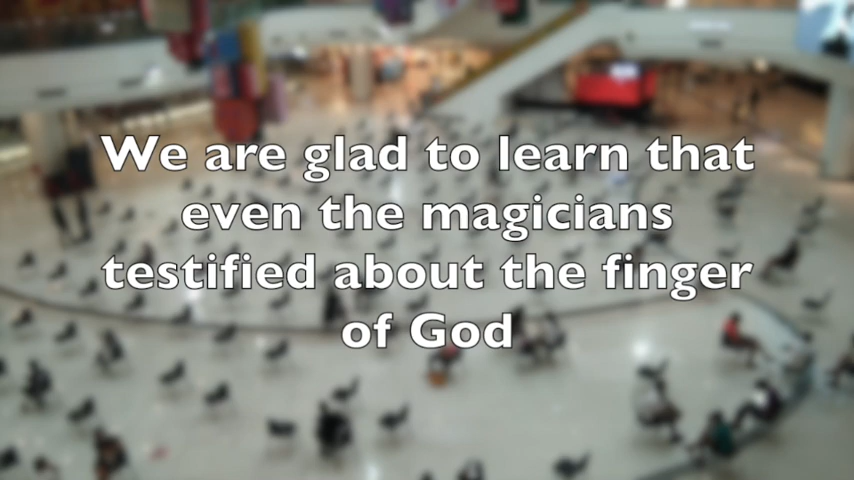 We are glad to learn that
even the magicians
testified about the finger
of God